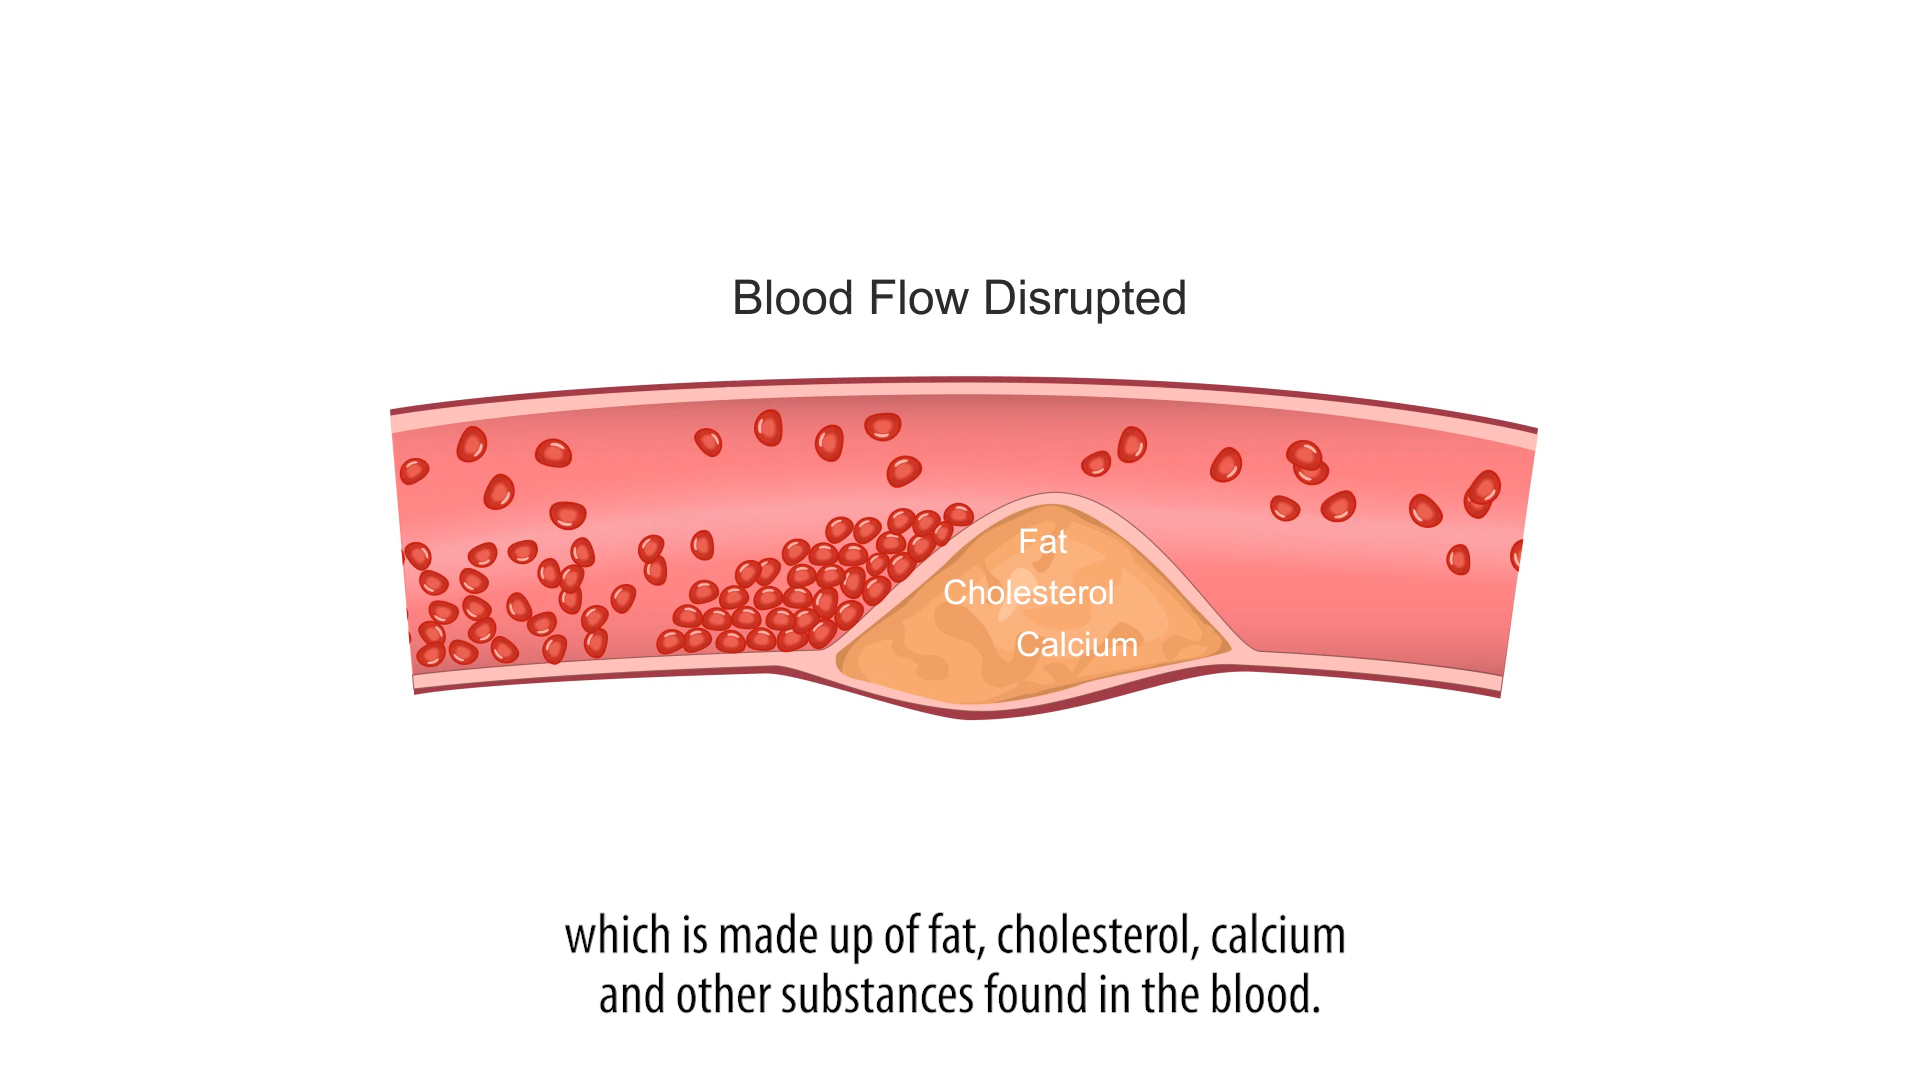 Blood Flow Disrupted
Fat
Cholesterol
Calcium
which is made up of fat, cholesterol, calcium
and other substances found in the blood.